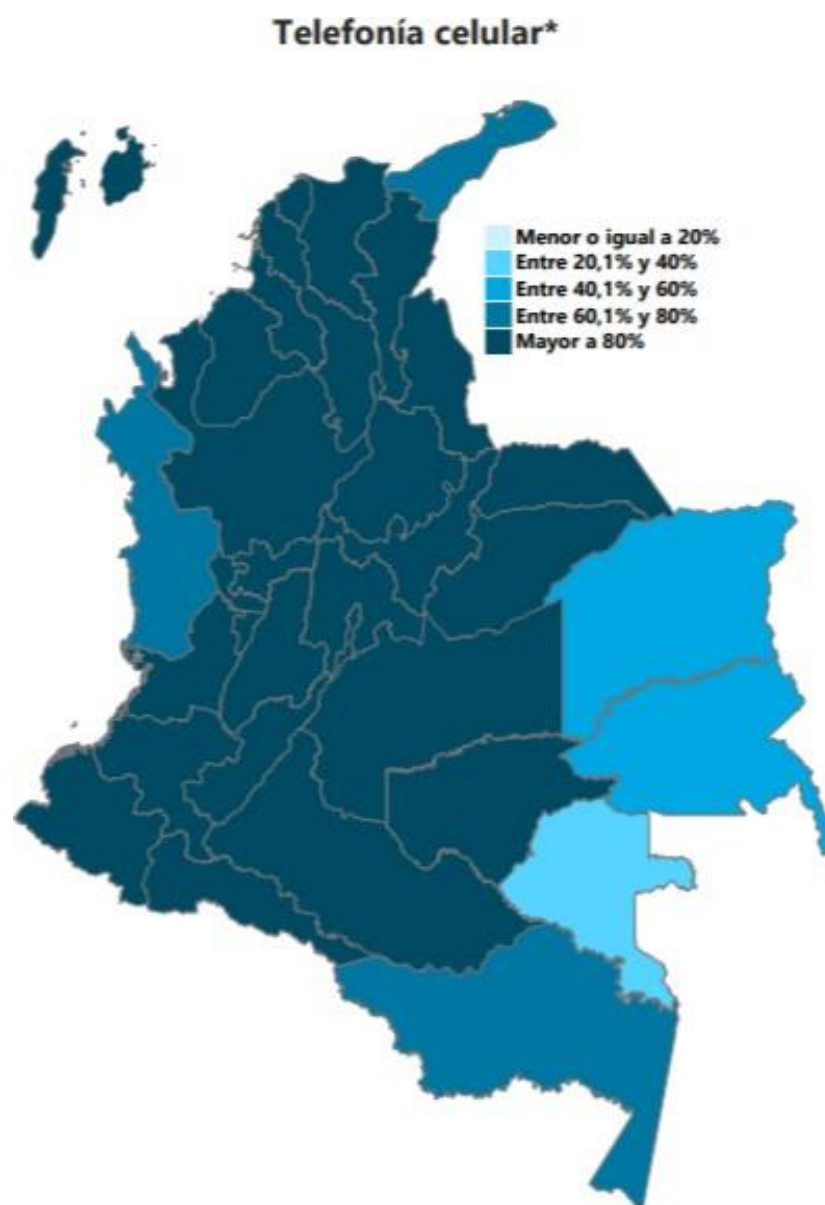 Telefonía celular*
Menor o igual a 20%
Entre 20,1% y 40%
Entre 40,1% y 60%
Entre 60,1% y 80%
Mayor a 80%